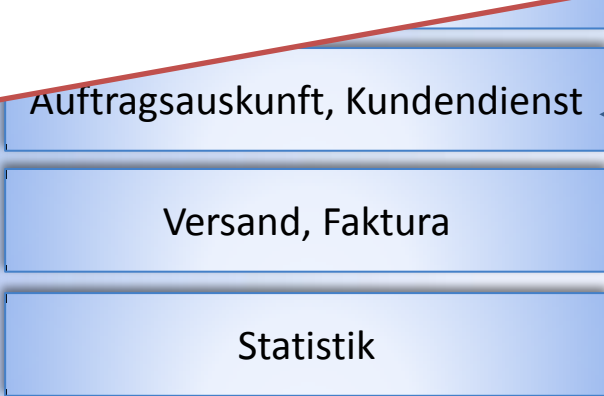 Auftragsauskunft, Kundendienst
Versand, Faktura
Statistik